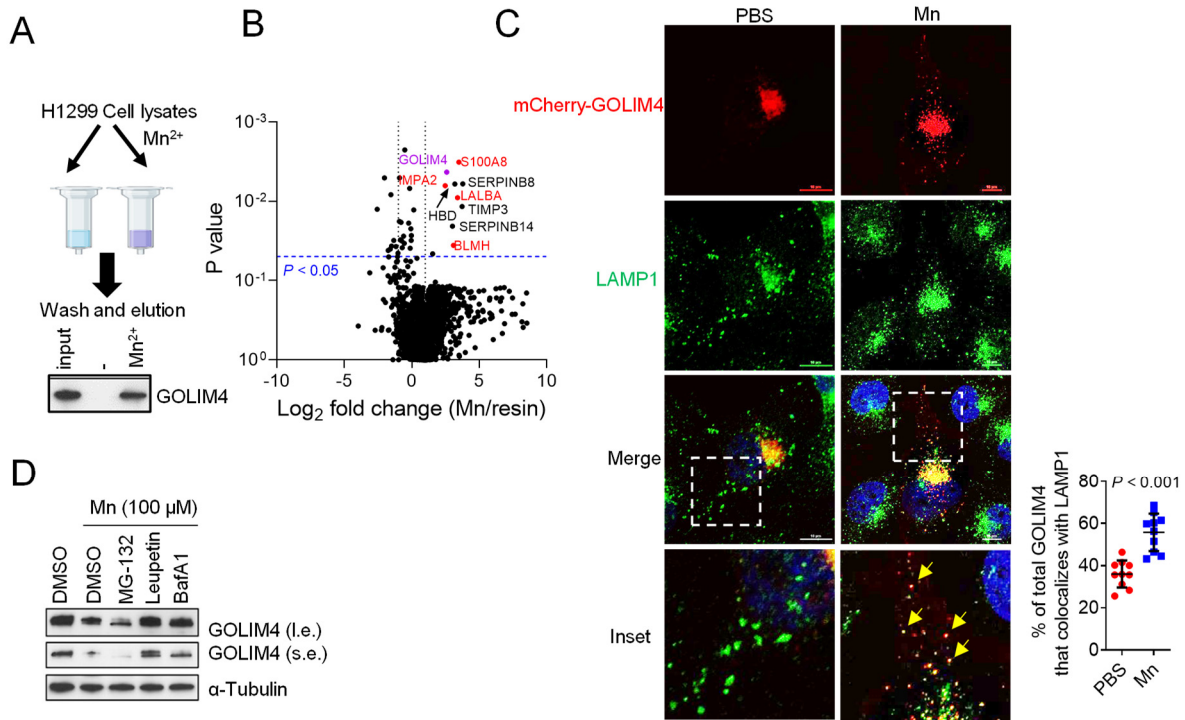 A
H1299 Cell lysates
Mn2+
Wash and elution
input
-
Mn2+
GOLIM4
B
10-3
10-2
10-1
100
P value
GOLIM4
S100A8
MPA2
SERPINB8
LALBA
HBD
TIMP3
SERPINB14
BLMH
P < 0.05
-10
-5
0
5
10
Log2 fold change (Mn/resin)
C
PBS
Mn
mCherry-GOLIM4
LAMP1
Merge
Inset
% of total GOLIM4
that colocalizes with LAMP1
80
60
40
20
0
P < 0.001
PBS
Mn
D
Mn (100 µM)
DMSO
DMSO
MG-132
Leupetin
BafA1
GOLIM4 (l.e.)
GOLIM4 (s.e.)
α-Tubulin